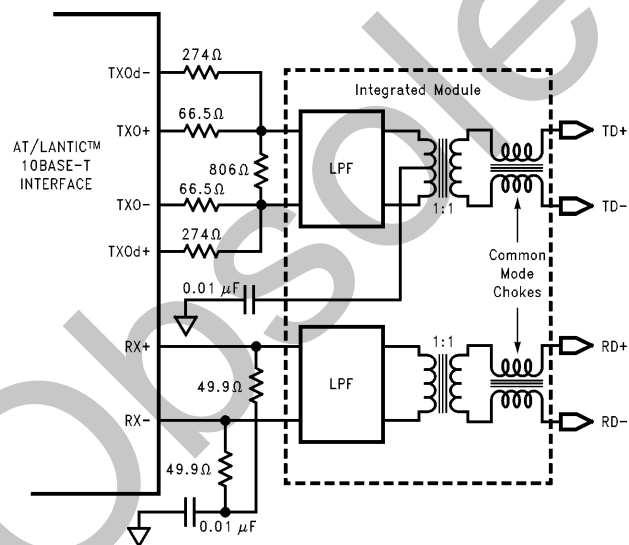 274Ω
TXOd-
Integrated Module
66.5Ω
TXO+
TD+
AT/LANTIC™
10BASE-T
INTERFACE
806Ω
LPF
66.5Ω
TXO-
1:1
TD-
274Ω
TXOd+
Common
Mode
Chokes
0.01 μF
RX+
1:1
RD+
49.9Ω
LPF
RX-
RD-
49.9Ω
0.01 μF
Obsolete